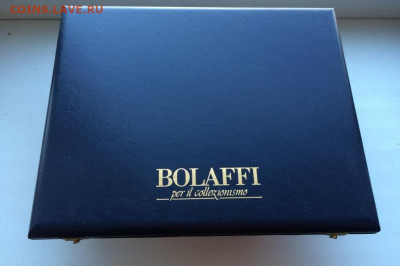 COINS.LAVE.RU
BOLAFFI
per il collezionismo